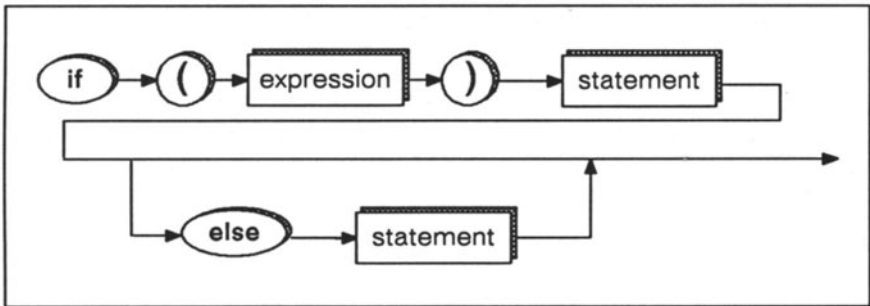 if ( expression ) statement
else statement